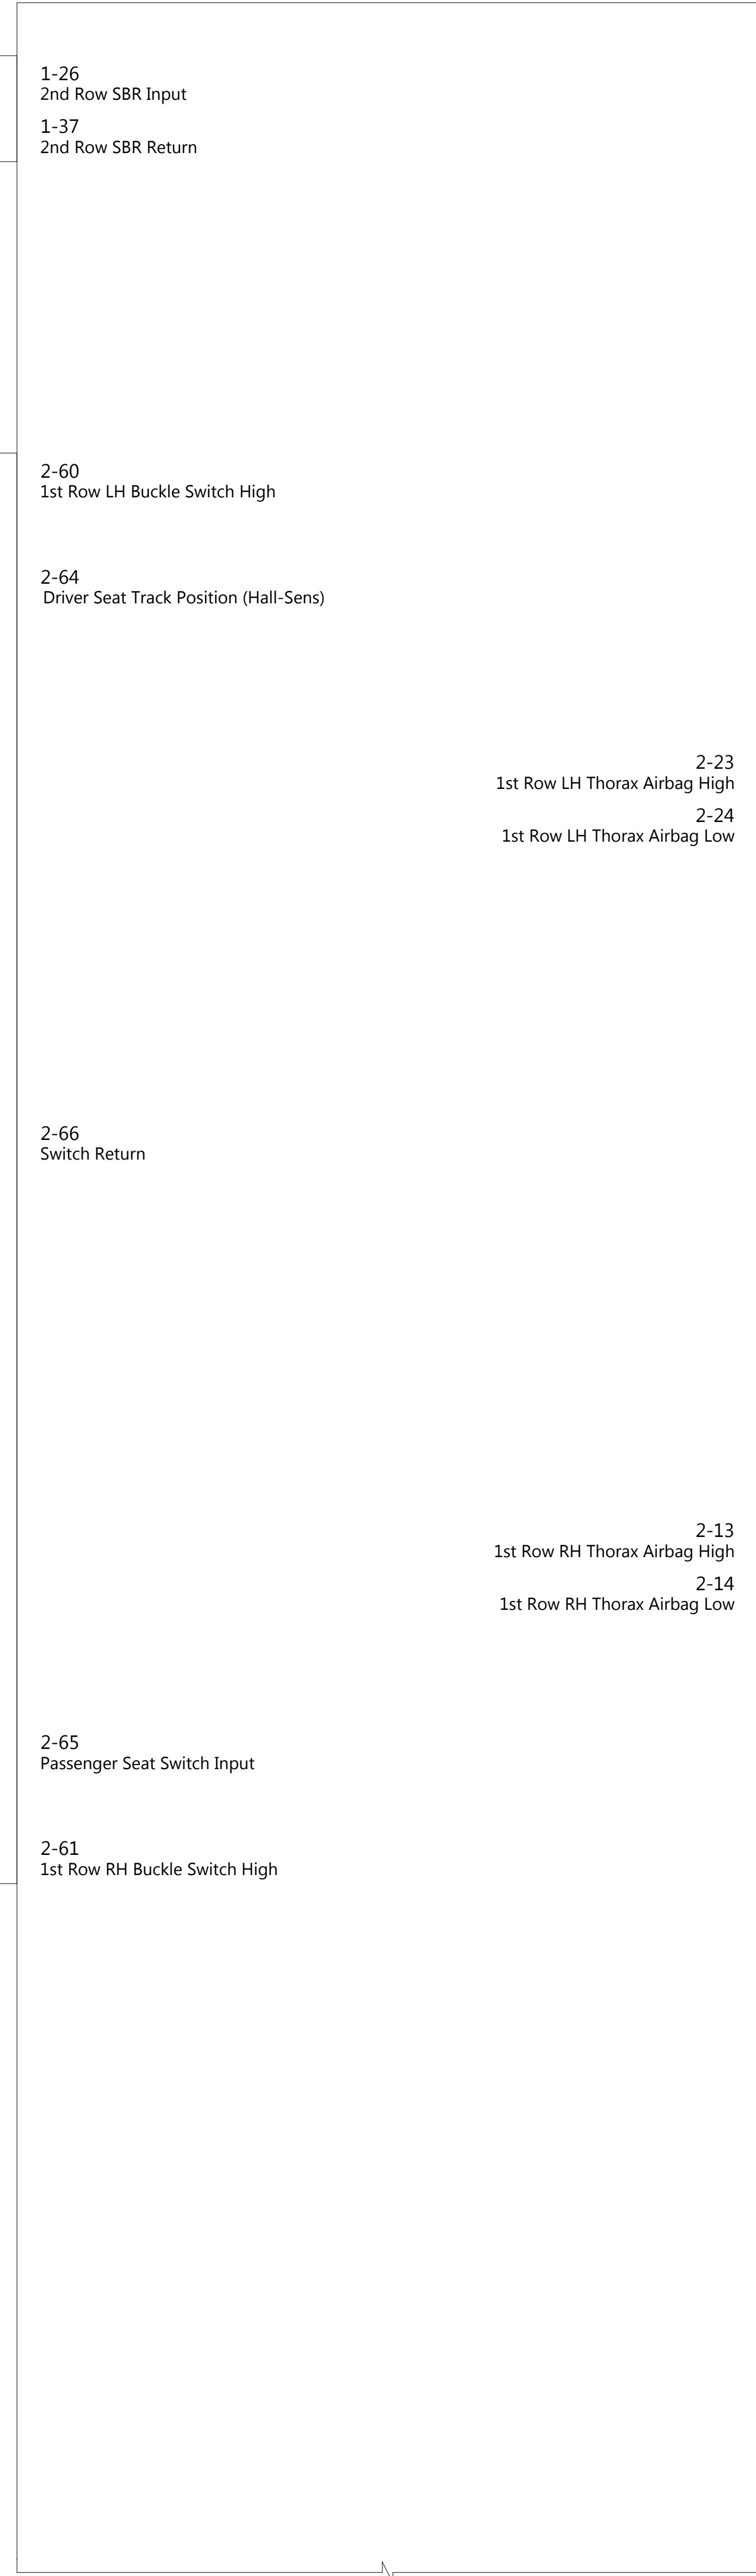 1-26
2nd Row SBR Input
1-37
2nd Row SBR Return
2-60
1st Row LH Buckle Switch High
2-64
Driver Seat Track Position (Hall-Sens)
2-23
1st Row LH Thorax Airbag High
2-24
1st Row LH Thorax Airbag Low
2-66
Switch Return
2-13
1st Row RH Thorax Airbag High
2-14
1st Row RH Thorax Airbag Low
2-65
Passenger Seat Switch Input
2-61
1st Row RH Buckle Switch High